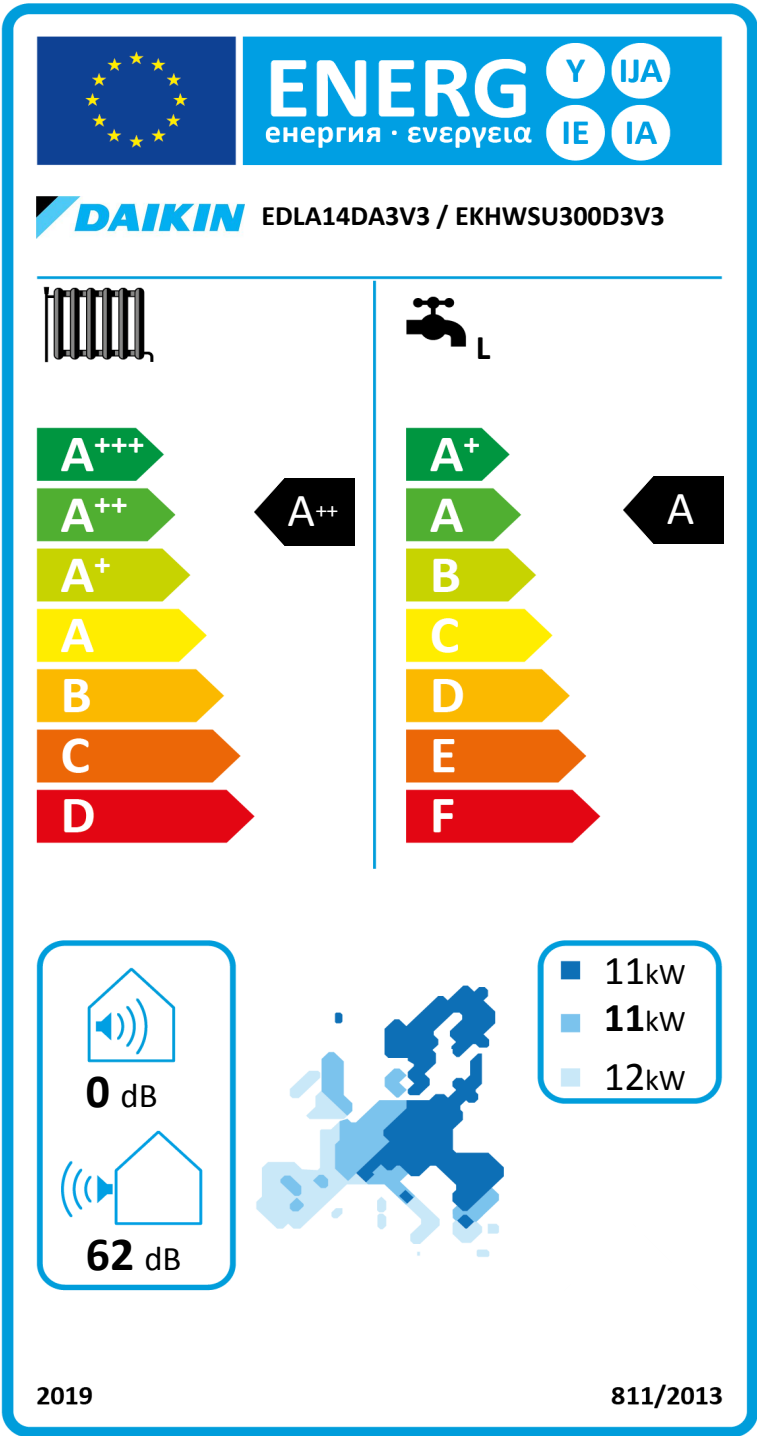 ENERG Y IJA
енергия · ενεργεια IE IA
DAIKIN EDLA14DA3V3 / EKHWSU300D3V3
L
A+++
A++
A++
A+
A
B
C
D
A+
A
A
B
C
D
E
F
0 dB
62 dB
11kW
11kW
12kW
2019
811/2013